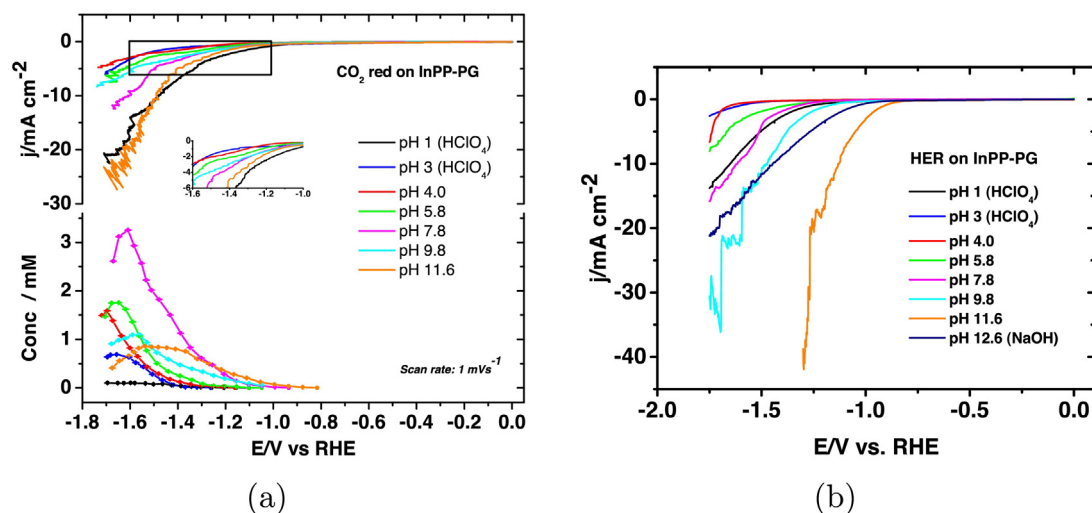 0
-10
-20
-30
j/mA cm⁻²
CO₂ red on InPP-PG
0
-2
-4
-6
-1.6 -1.4 -1.2 -1.0
pH 1 (HClO₄)
pH 3 (HClO₄)
pH 4.0
pH 5.8
pH 7.8
pH 9.8
pH 11.6
3
2
1
0
Conc / mM
Scan rate: 1 mVs⁻¹
-1.8 -1.6 -1.4 -1.2 -1.0 -0.8 -0.6 -0.4 -0.2 0.0
E/V vs RHE
(a)
0
-10
-20
-30
-40
j/mA cm⁻²
HER on InPP-PG
pH 1 (HClO₄)
pH 3 (HClO₄)
pH 4.0
pH 5.8
pH 7.8
pH 9.8
pH 11.6
pH 12.6 (NaOH)
-2.0 -1.5 -1.0 -0.5 0.0
E/V vs. RHE
(b)